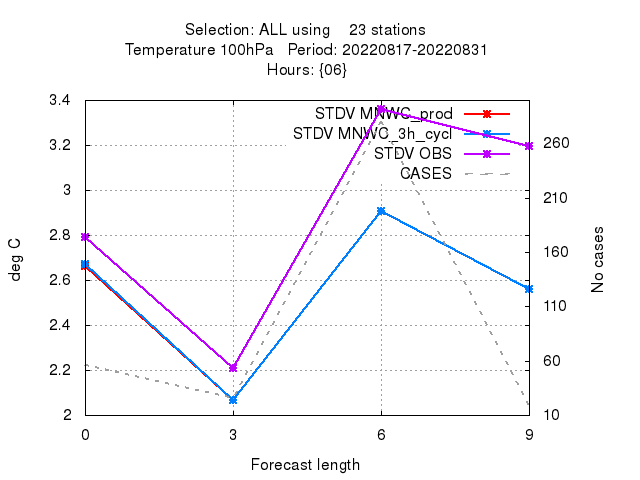 Selection: ALL using    23 stations
Temperature 100hPa   Period: 20220817-20220831
Hours: {06}
STDV MNWC_prod
STDV MNWC_3h_cycl
STDV OBS
CASES
3.4
3.2
3
2.8
2.6
2.4
2.2
2
260
210
160
110
60
10
0 3 6 9
deg C
No cases
Forecast length